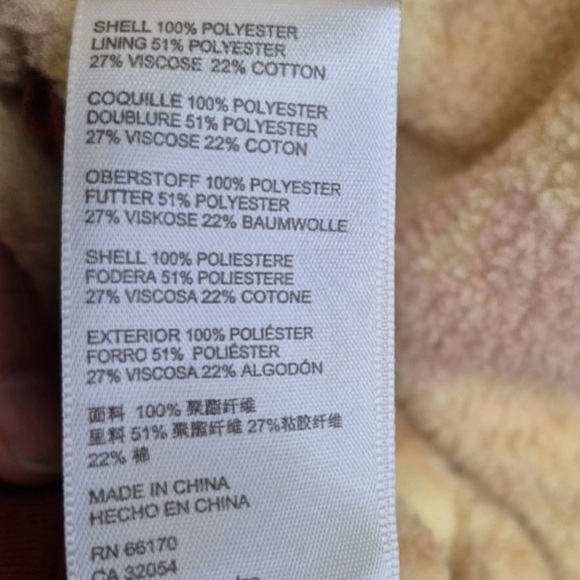 SHELL 100% POLYESTER
LINING 51% POLYESTER
27% VISCOSE 22% COTTON
COQUILLE 100% POLYESTER
DOUBLURE 51% POLYESTER
27% VISCOSE 22% COTON
OBERSTOFF 100% POLYESTER
FUTTER 51% POLYESTER
27% VISKOSE 22% BAUMWOLLE
SHELL 100% POLIESTERE
FODERA 51% POLIESTERE
27% VISCOSA 22% COTONE
EXTERIOR 100% POLIÉSTER
FORRO 51% POLIÉSTER
27% VISCOSA 22% ALGODÓN
面料 100% 聚酯纤维
里料 51% 聚酯纤维 27%粘胶纤维
22% 棉
MADE IN CHINA
HECHO EN CHINA
RN 66170
CA 32054